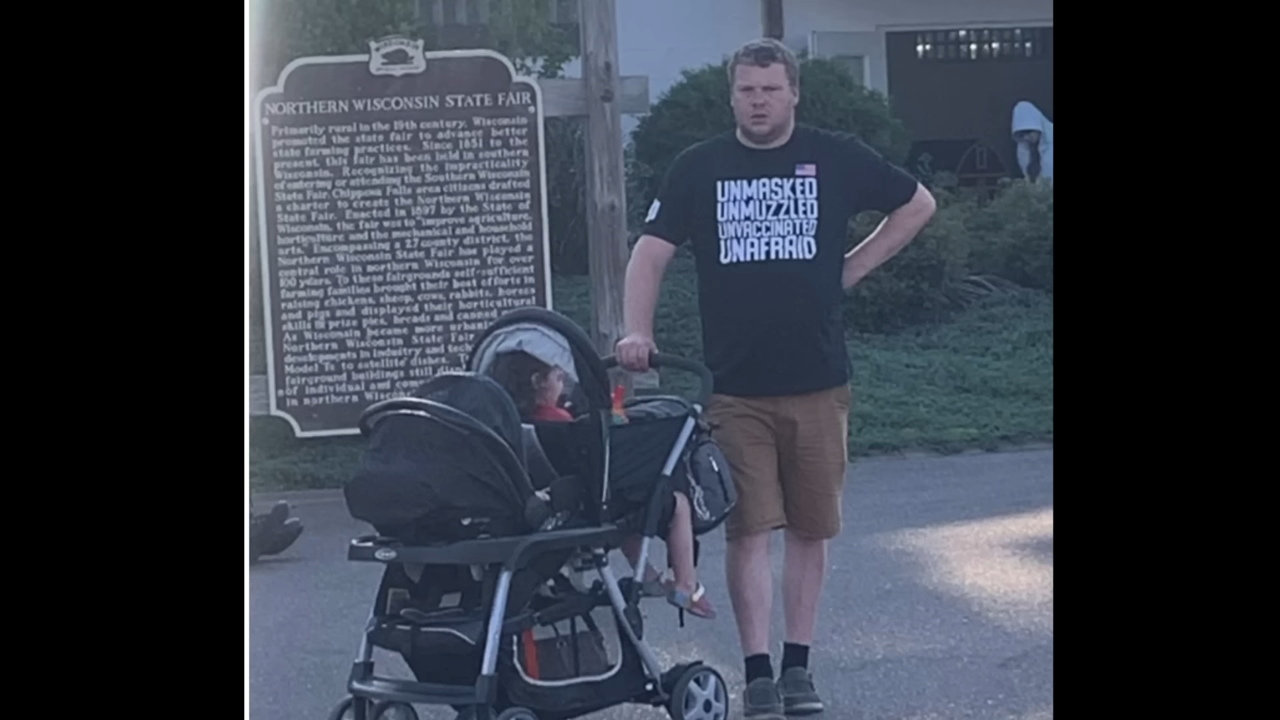 NORTHERN WISCONSIN STATE FAIR
Primarily rural in the 19th century, Wisconsin
promoted the state fair to advance better
state farming practices. Since 1851 to the
present, this fair has been held in southern
Wisconsin. Recognizing the impracticality
of entering or attending the Southern Wisconsin
State Fair, Chippewa Falls area citizens drafted
a charter to create the Northern Wisconsin
State Fair. Enacted in 1897 by the State of
Wisconsin, the fair was to "improve agriculture,
horticulture and the mechanical and household
arts." Encompassing a 27 county district, the
Northern Wisconsin State Fair has played a
central role in northern Wisconsin for over
100 years. To these fairgrounds self-sufficient
farming families brought their best efforts in
raising chickens, sheep, cows, rabbits, horses
and pigs and displayed their horticultural
skills in prize pies, breads and canned
As Wisconsin became more urban
Northern Wisconsin State Fair
developments in industry and tech
Model Ts to satellite dishes.
fairground buildings still
of individual and com
in northern Wiscons
UNMASKED
UNMUZZLED
UNVACCINATED
UNAFRAID